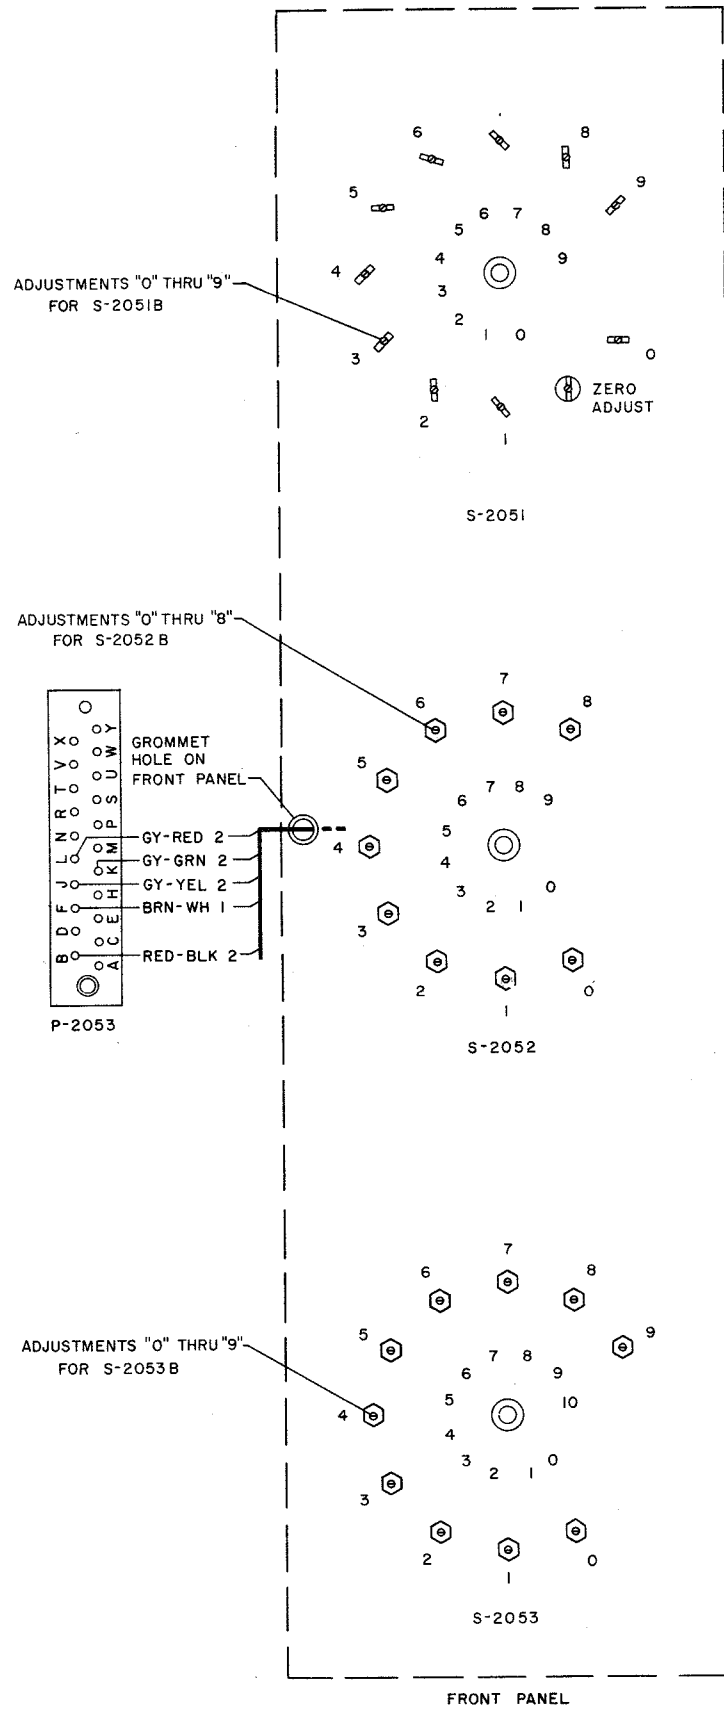 6 8
5 9
6 7
5 8
4 9
3
2
1 0
4
ADJUSTMENTS "0" THRU "9"
FOR S-2051B
3
0
ZERO
ADJUST
2
1
S-2051
ADJUSTMENTS "0" THRU "8"
FOR S-2052B
7
6 8
5
7 8
6 9
5
4
3 0
2 1
4
3
2 0
1
S-2052
GROMMET
HOLE ON
FRONT PANEL
X V T R N L J F D B
Y W U S P M K H E C A
GY-RED 2
GY-GRN 2
GY-YEL 2
BRN-WH 1
RED-BLK 2
P-2053
7
6 8
5 9
ADJUSTMENTS "0" THRU "9"
FOR S-2053B
7 8
6 9
5 10
4
3 0
2 1
4
3
2 0
1
S-2053
FRONT PANEL